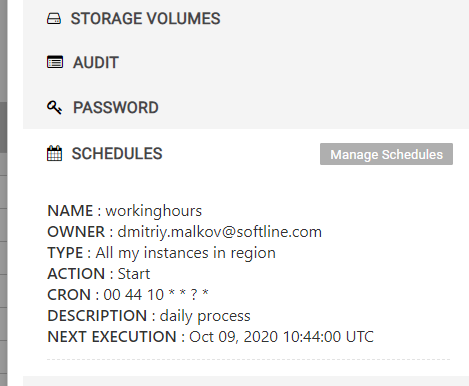 STORAGE VOLUMES
AUDIT
PASSWORD
SCHEDULES
Manage Schedules
NAME : workinghours
OWNER : dmitriy.malkov@softline.com
TYPE : All my instances in region
ACTION : Start
CRON : 00 44 10 * * ? *
DESCRIPTION : daily process
NEXT EXECUTION : Oct 09, 2020 10:44:00 UTC